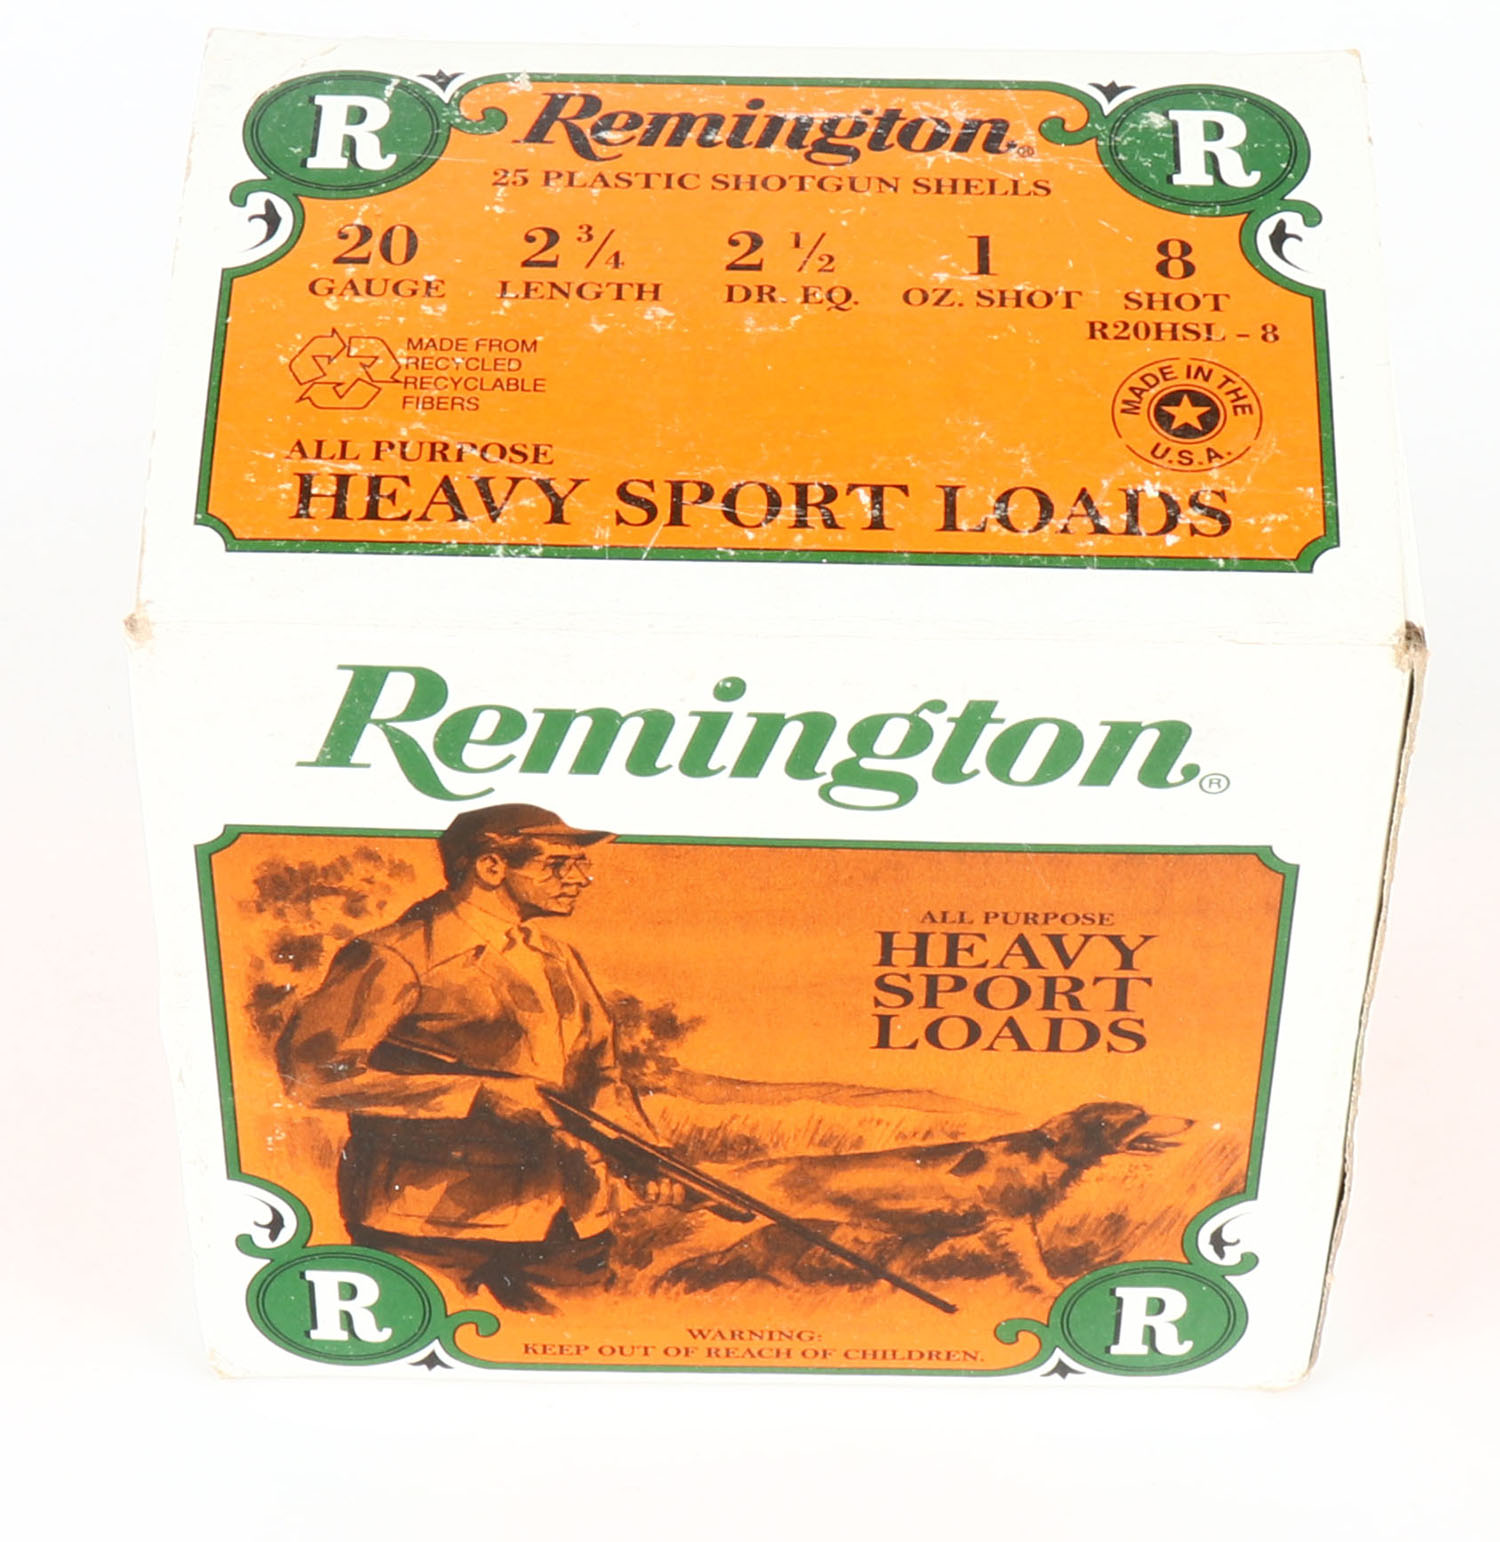 R
Remington®
R
25 PLASTIC SHOTGUN SHELLS
20 2 3/4 2 1/2 1 8
GAUGE LENGTH DR. EQ. OZ. SHOT SHOT
R20HSL - 8
MADE FROM
RECYCLED
RECYCLABLE
FIBERS
MADE IN THE
U.S.A.
ALL PURPOSE
HEAVY SPORT LOADS
Remington®
ALL PURPOSE
HEAVY
SPORT
LOADS
R
R
WARNING:
KEEP OUT OF REACH OF CHILDREN.